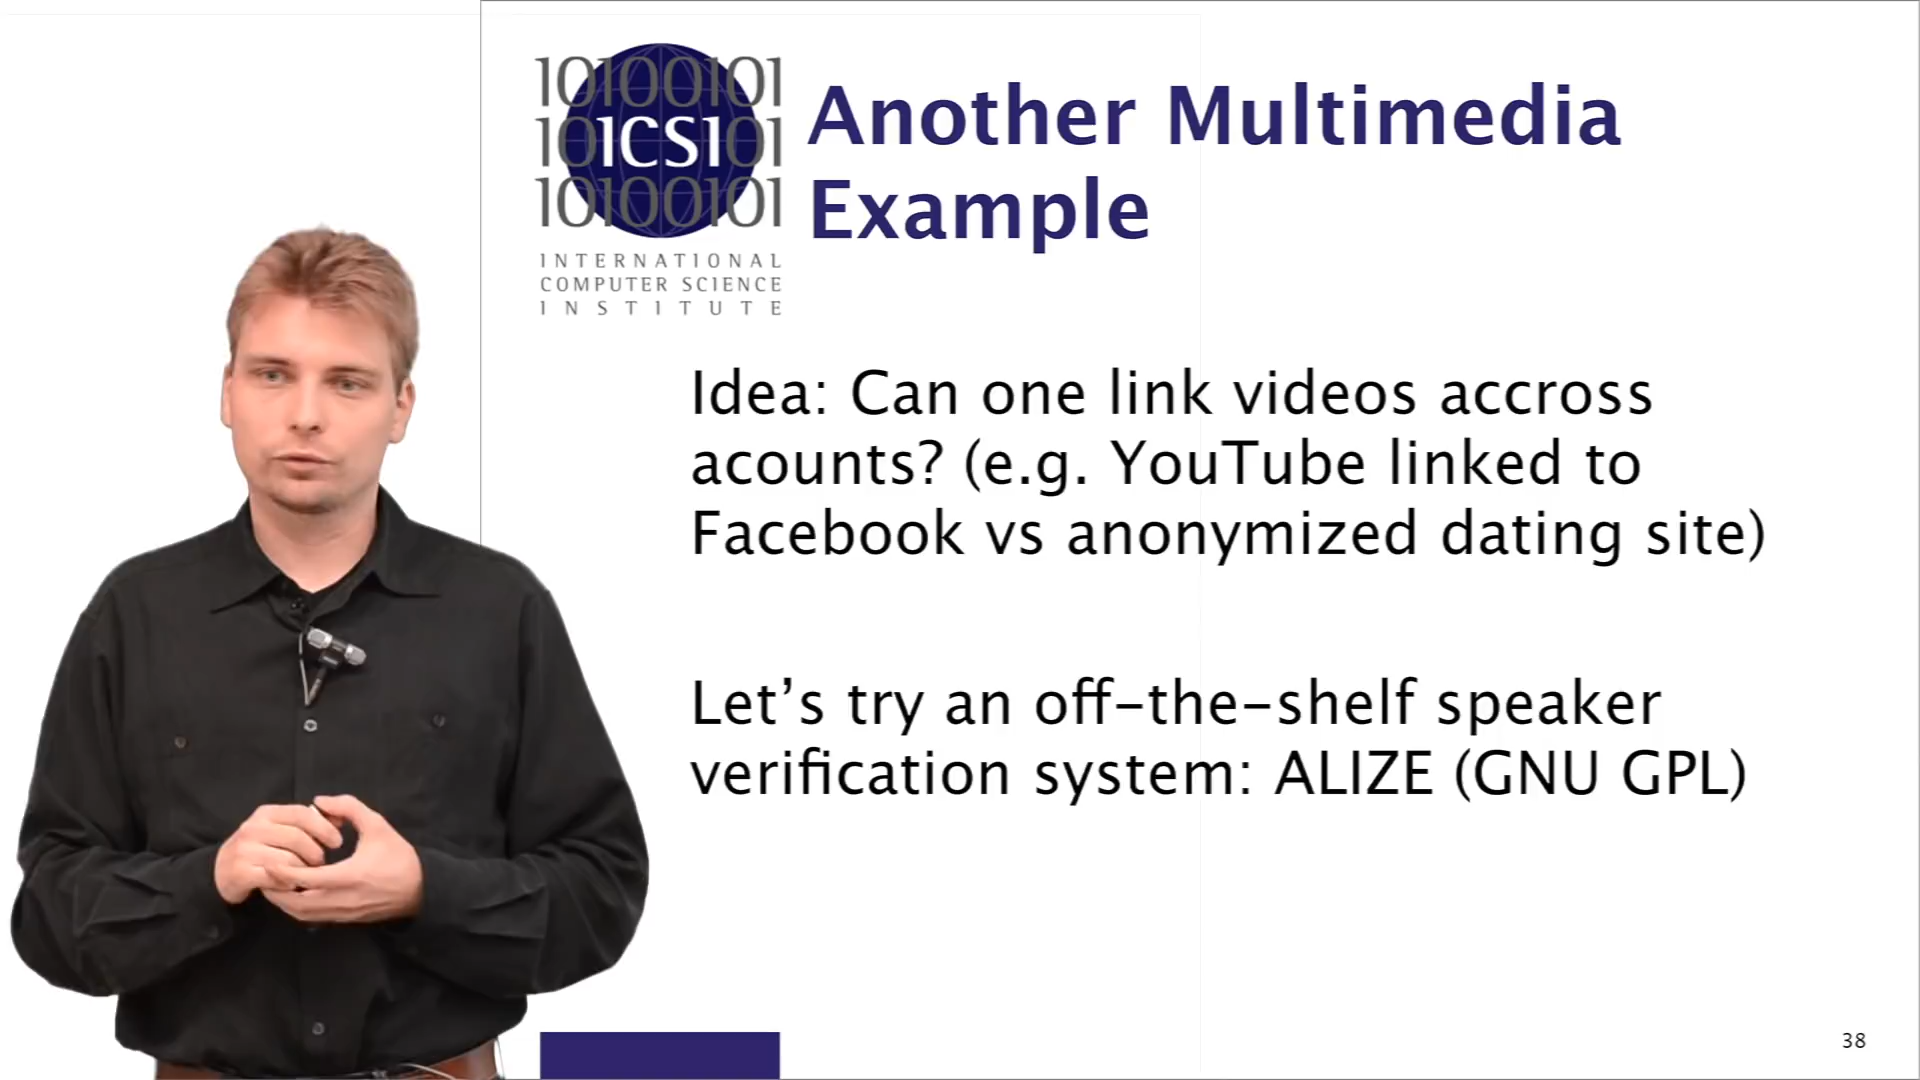 10100101
101ICSI01
10100101
INTERNATIONAL
COMPUTER SCIENCE
INSTITUTE
Another Multimedia
Example
Idea: Can one link videos accross
acounts? (e.g. YouTube linked to
Facebook vs anonymized dating site)
Let’s try an off-the-shelf speaker
verification system: ALIZE (GNU GPL)
38